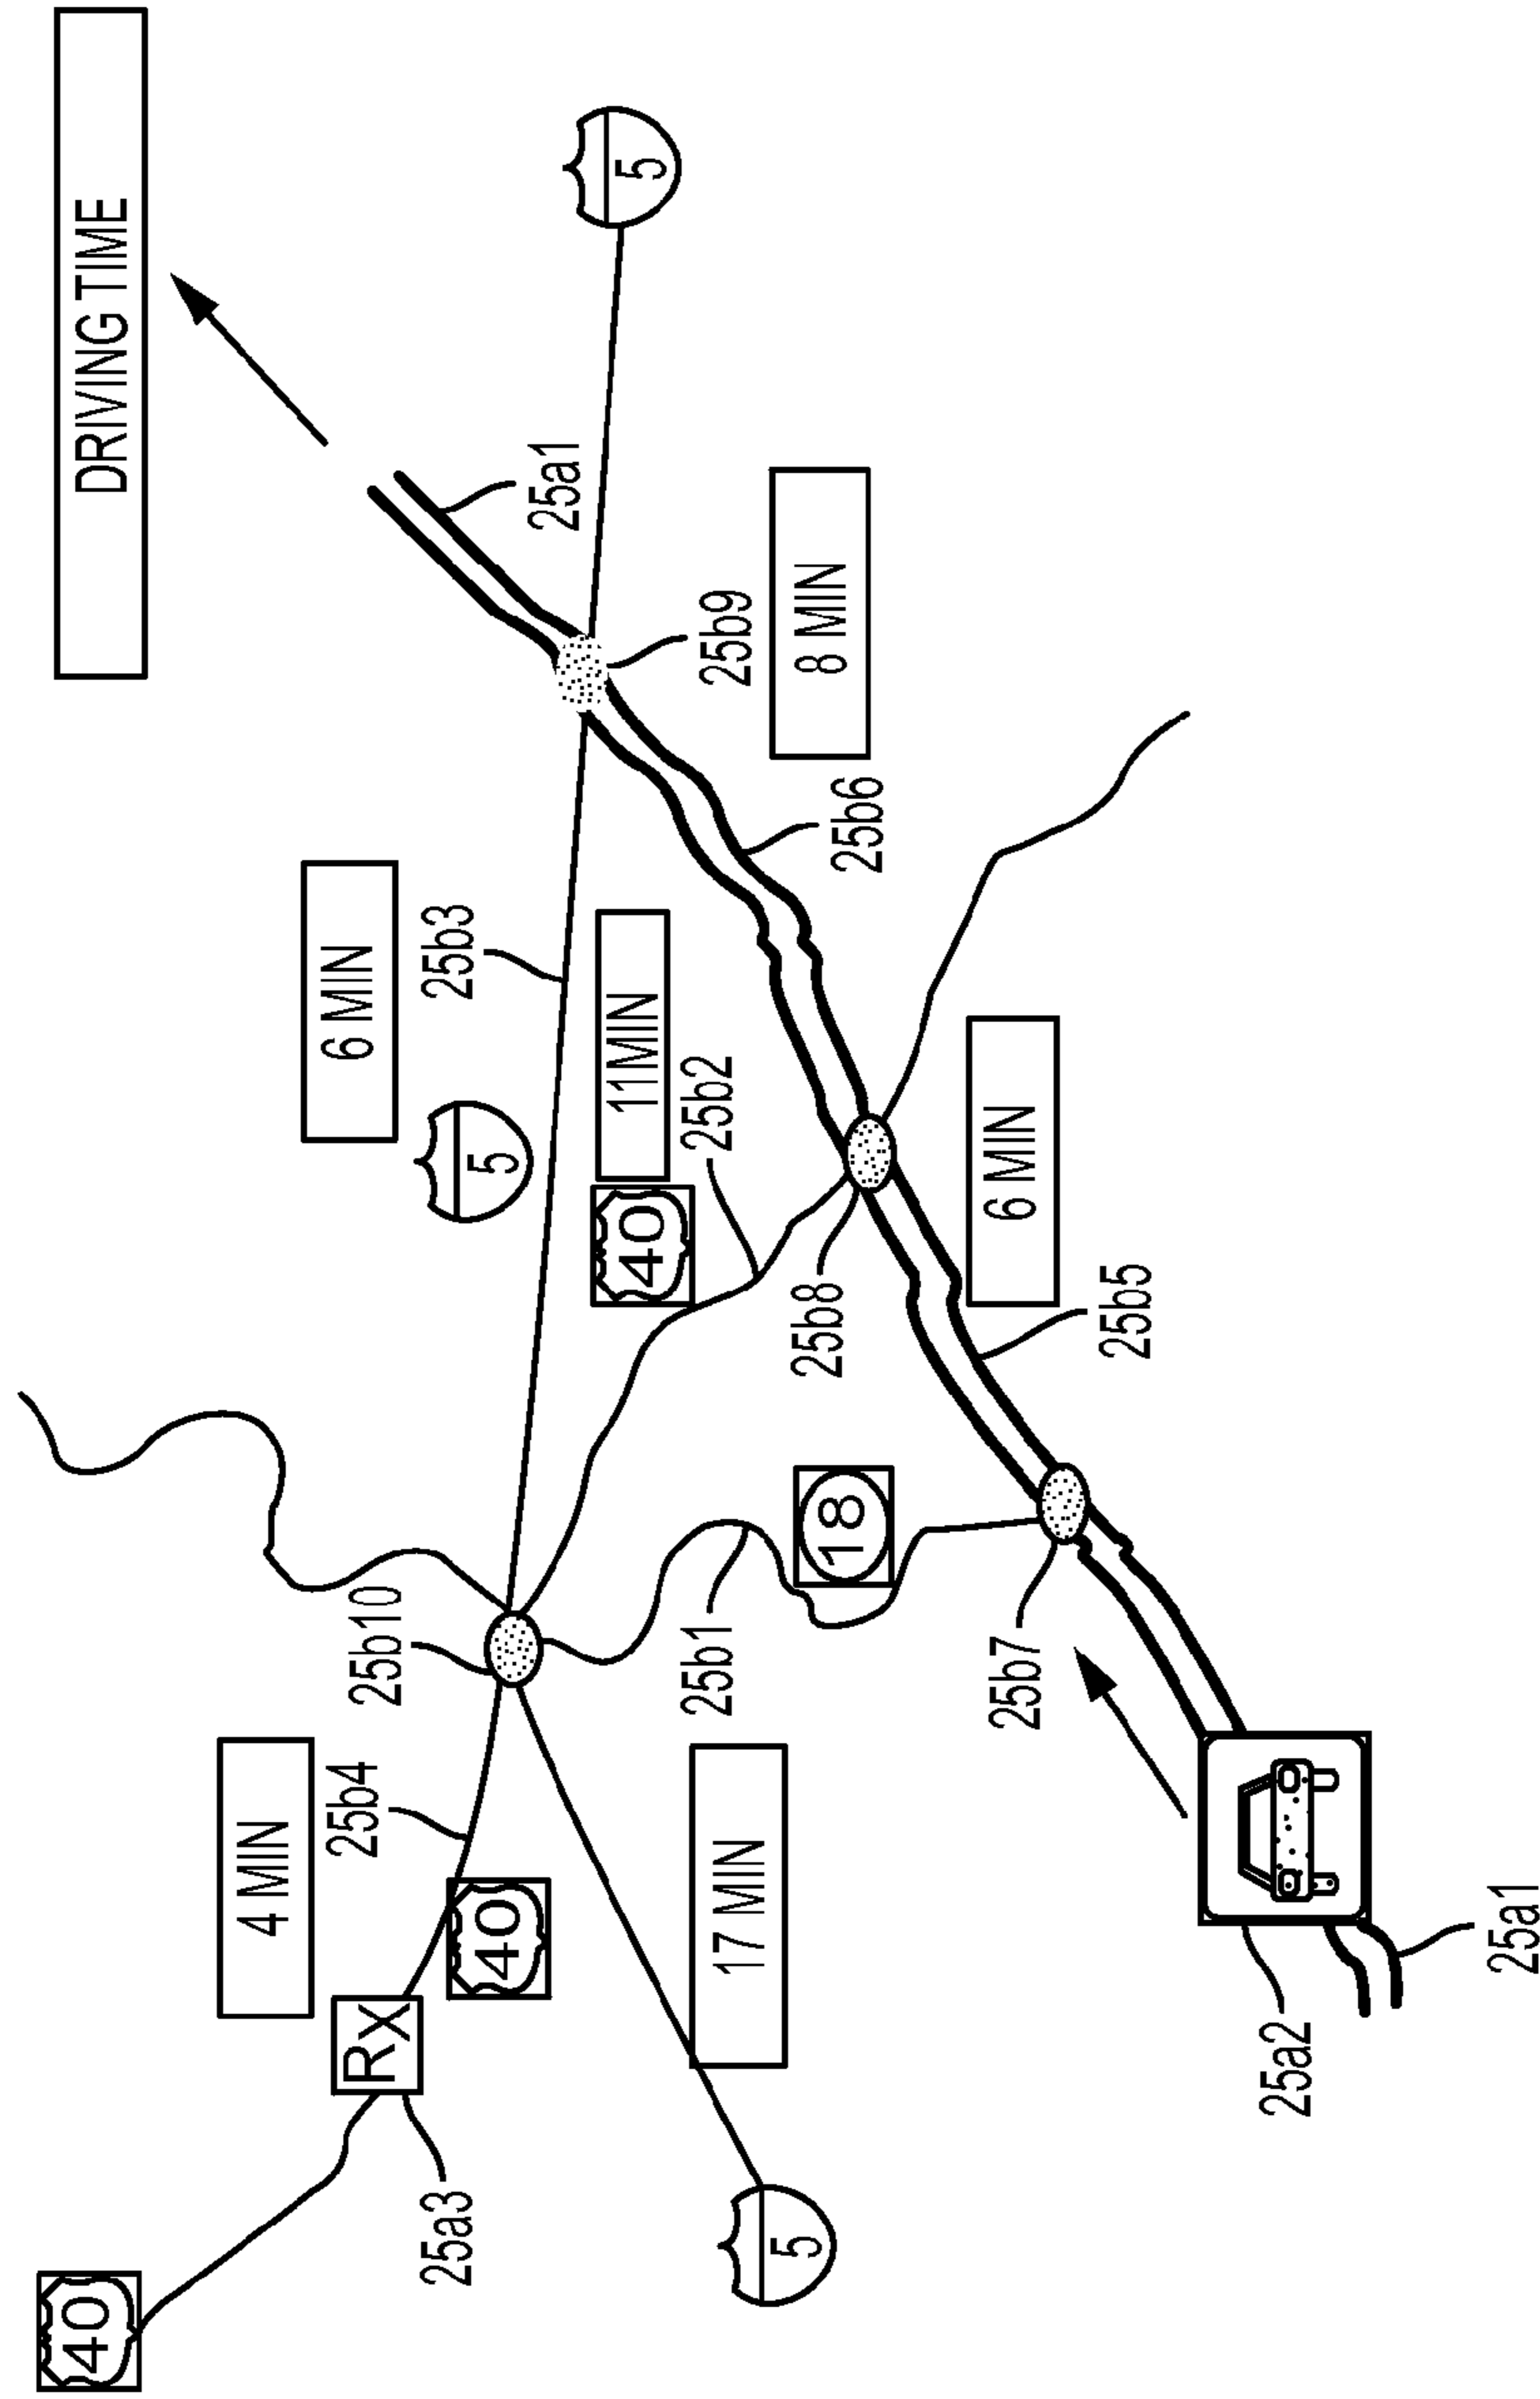 40
DRIVING TIME
4 MIN
6 MIN
25b4
RX
25b10
25a3
25b3
40
5
25a1
40
11MIN
5
25b1
25b2
25b9
17 MIN
5
25b8
8 MIN
18
25b6
25b7
6 MIN
25b5
25a2
25a1